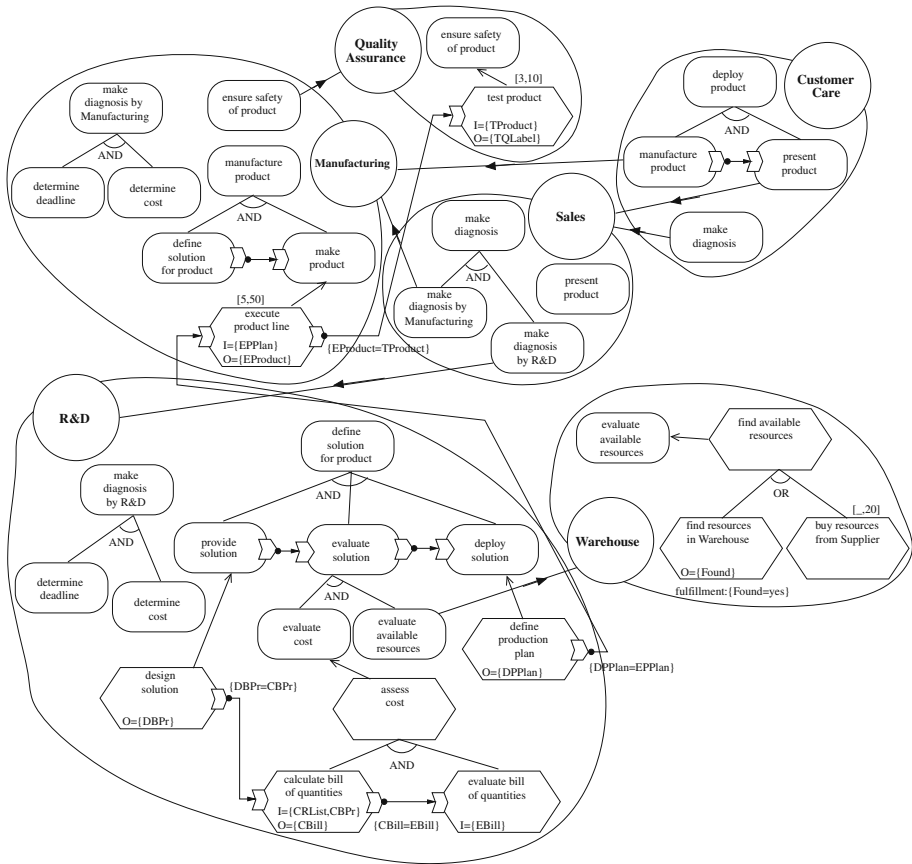 Quality
Assurance
ensure safety
of product
[3,10]
test product
I={TProduct}
O={TQLabel}
Customer
Care
deploy
product
AND
manufacture
product
present
product
make
diagnosis
make
diagnosis by
Manufacturing
AND
determine
deadline
determine
cost
ensure safety
of product
Manufacturing
manufacture
product
AND
define
solution
for product
make
product
[5,50]
execute
product line
I={EPPlan}
O={EProduct}
{EProduct=TProduct}
Sales
make
diagnosis
AND
make
diagnosis by
Manufacturing
make
diagnosis
by R&D
present
product
R&D
make
diagnosis
by R&D
AND
determine
deadline
determine
cost
define
solution
for product
AND
provide
solution
evaluate
solution
deploy
solution
AND
evaluate
cost
evaluate
available
resources
define
production
plan
O={DPPlan}
{DPPlan=EPPlan}
design
solution
O={DBPr}
{DBPr=CBPr}
assess
cost
AND
calculate bill
of quantities
I={CRList,CBPr}
O={CBill}
{CBill=EBill}
evaluate bill
of quantities
I={EBill}
Warehouse
evaluate
available
resources
find available
resources
OR
find resources
in Warehouse
O={Found}
fulfillment:{Found=yes}
[_,20]
buy resources
from Supplier